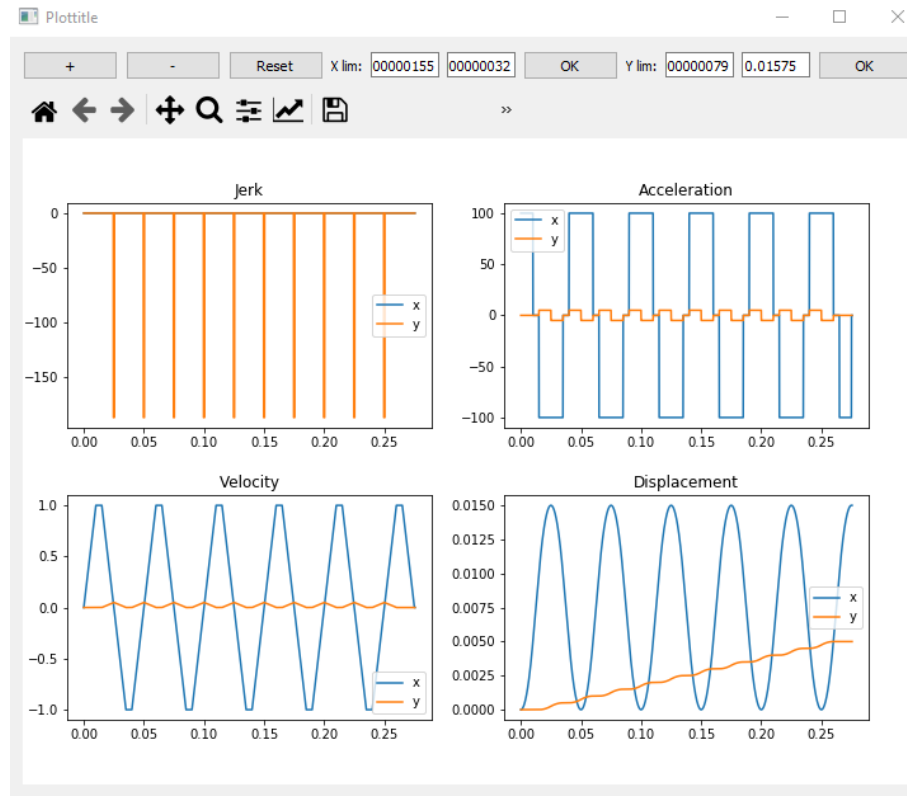 Plottitle
+ - Reset X lim: 00000155 00000032 OK Y lim: 00000079 0.01575 OK
»
Jerk
0
−50
−100
−150
x
y
0.00 0.05 0.10 0.15 0.20 0.25
Acceleration
100
50
0
−50
−100
x
y
0.00 0.05 0.10 0.15 0.20 0.25
Velocity
1.0
0.5
0.0
−0.5
−1.0
x
y
0.00 0.05 0.10 0.15 0.20 0.25
Displacement
0.0150
0.0125
0.0100
0.0075
0.0050
0.0025
0.0000
x
y
0.00 0.05 0.10 0.15 0.20 0.25